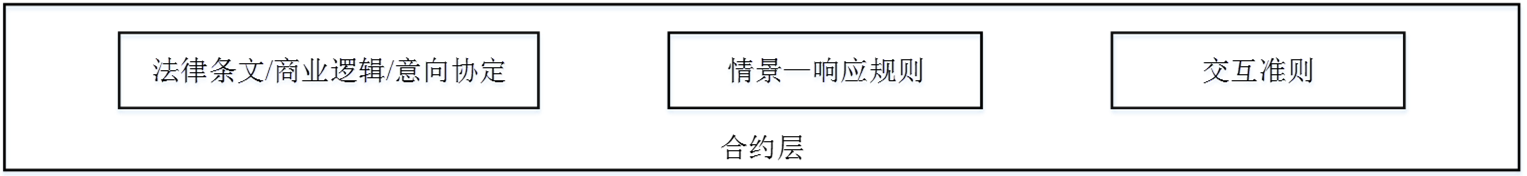 法律条文/商业逻辑/意向协定
情景—响应规则
交互准则
合约层